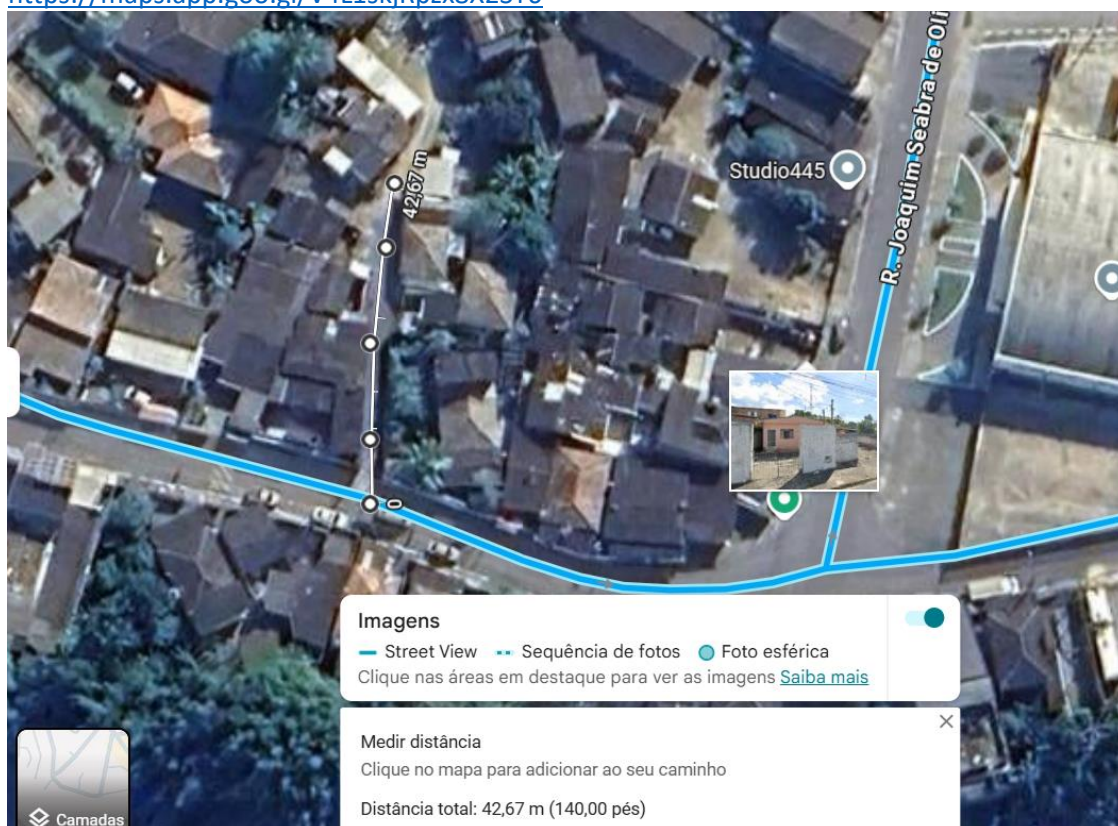 42,67 m
Studio445
R. Joaquim Seabra de Oli
0
Imagens
Street View Sequência de fotos Foto esférica
Clique nas áreas em destaque para ver as imagens Saiba mais
Medir distância
Clique no mapa para adicionar ao seu caminho
Distância total: 42,67 m (140,00 pés)
Camadas